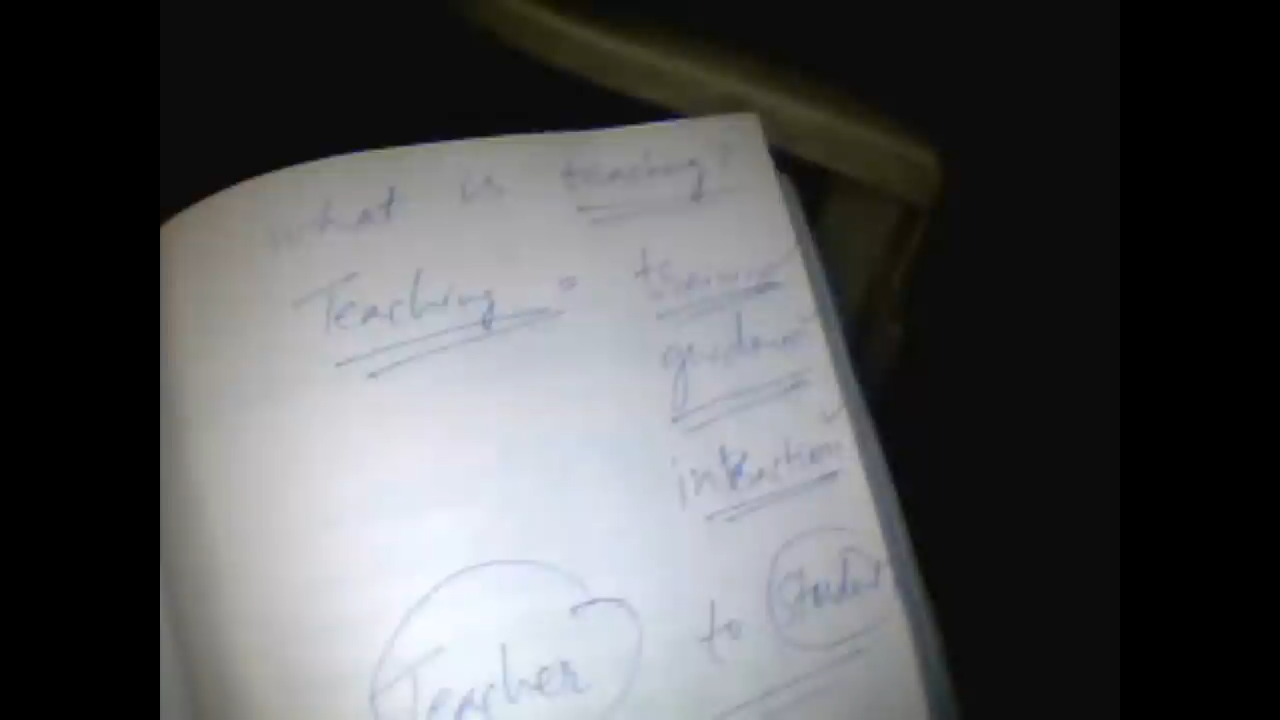 what is teaching?
Teaching
guidance
interaction
Teacher to Student